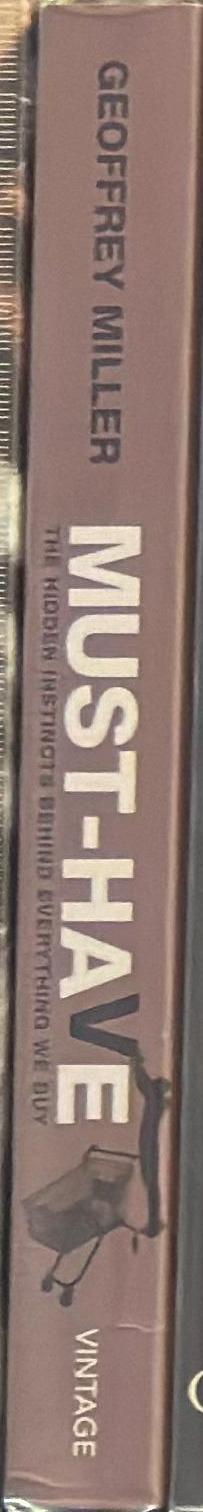 GEOFFREY MILLER
MUST-HAVE
THE HIDDEN INSTINCTS BEHIND EVERYTHING WE BUY
VINTAGE